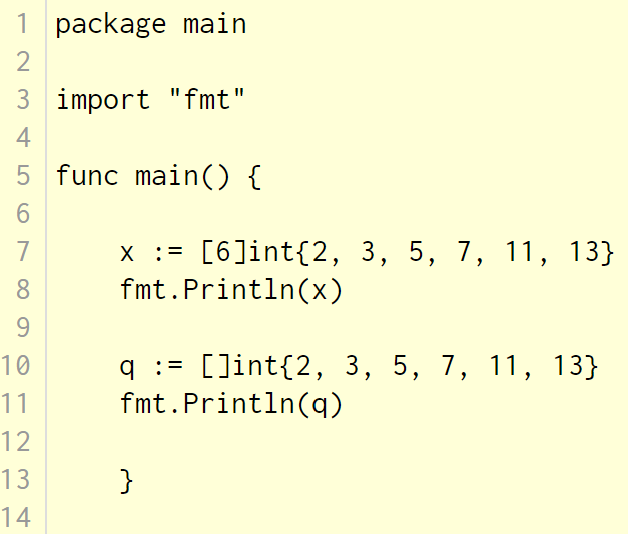 1 package main
2
3 import "fmt"
4
5 func main() {
6
7     x := [6]int{2, 3, 5, 7, 11, 13}
8     fmt.Println(x)
9
10     q := []int{2, 3, 5, 7, 11, 13}
11     fmt.Println(q)
12
13     }
14